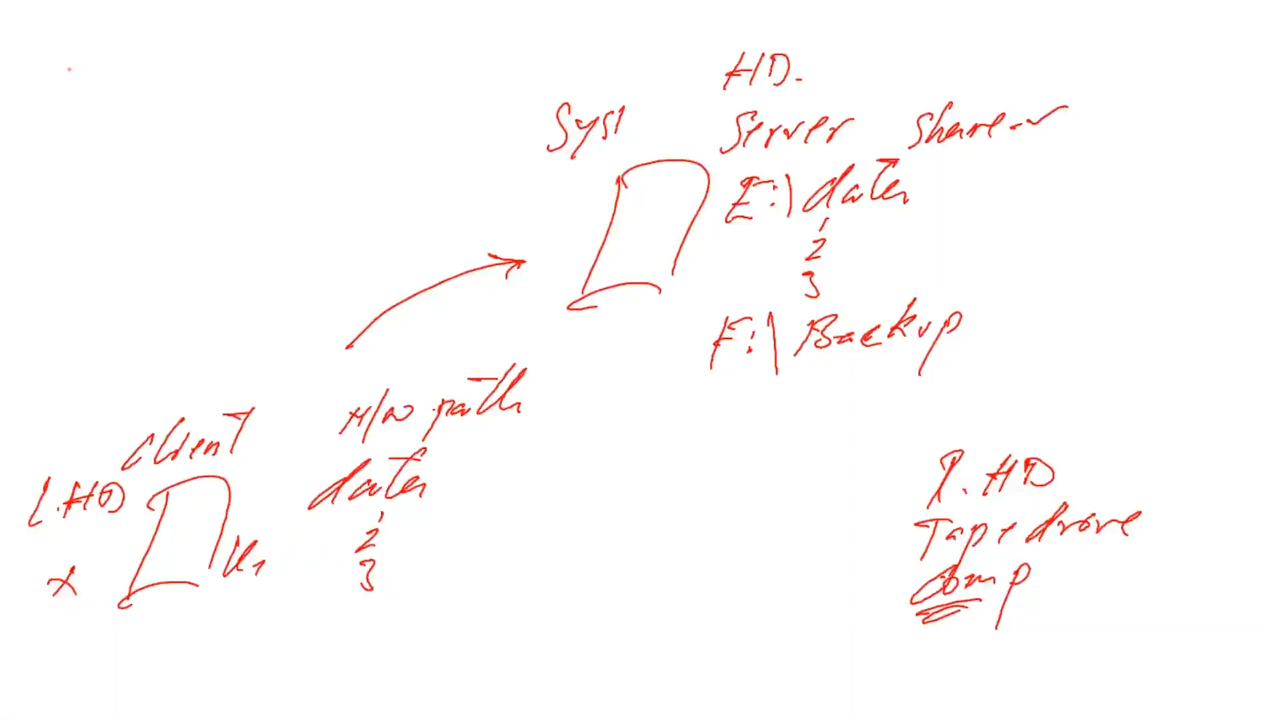 HD.
Sys1
Server share
E:\ data
1
2
3
F:\ Backup
Client
N/W path
L.HD
data
1
2
3
U1
x
HD
Tape drive
Comp